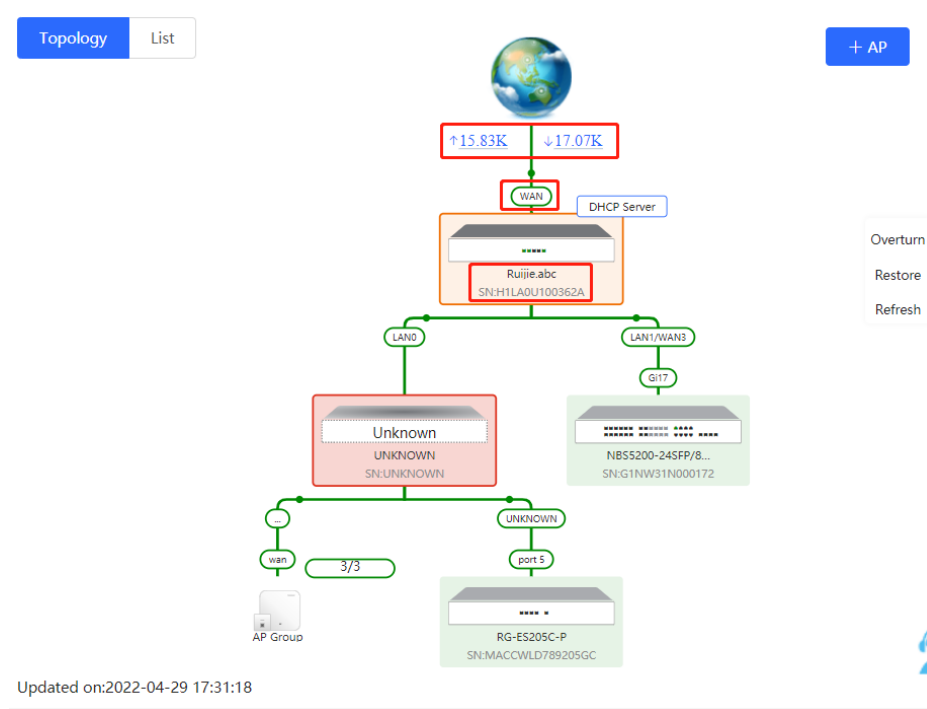 Topology
List
+ AP
↑15.83K
↓17.07K
WAN
DHCP Server
Ruijie.abc
SN:H1LA0U100362A
Overturn
Restore
Refresh
LAN0
LAN1/WAN3
Gi17
Unknown
UNKNOWN
SN:UNKNOWN
NBS5200-24SFP/8...
SN:G1NW31N000172
...
UNKNOWN
wan
3/3
port 5
AP Group
RG-ES205C-P
SN:MACCWLD789205GC
Updated on:2022-04-29 17:31:18